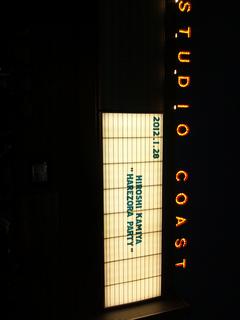 STUDIO COAST
2012.1.28
HIROSHI KAMIYA
"HAREZORA PARTY"